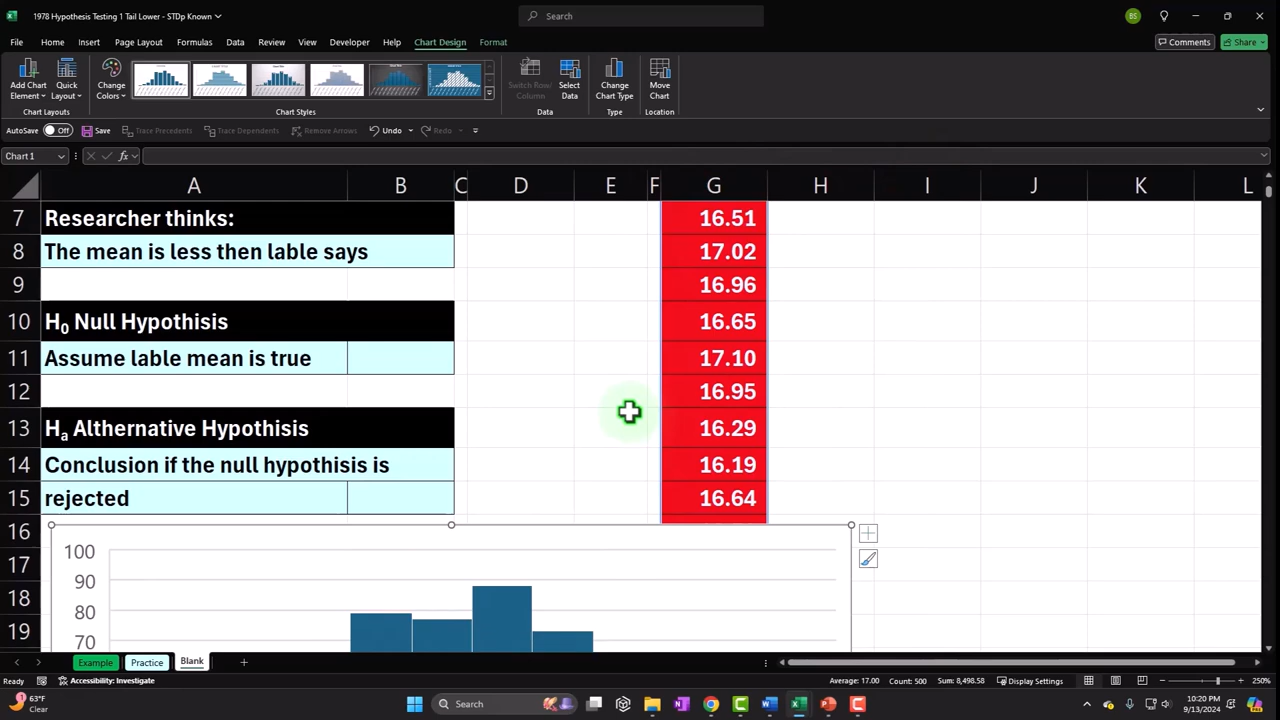 1978 Hypothesis Testing 1 Tail Lower - STDp Known
Search
BS
File Home Insert Page Layout Formulas Data Review View Developer Help Chart Design Format
Comments Share
Add Chart Element Quick Layout Change Colors Switch Row/Column Select Data Change Chart Type Move Chart
Chart Layouts Chart Styles Data Type Location
AutoSave Off Save Trace Precedents Trace Dependents Remove Arrows Undo Redo
Chart 1 fx
A B C D E F G H I J K L
7 Researcher thinks: 16.51
8 The mean is less then lable says 17.02
9 16.96
10 H0 Null Hypothisis 16.65
11 Assume lable mean is true 17.10
12 16.95
13 Ha Althernative Hypothisis 16.29
14 Conclusion if the null hypothisis is 16.19
15 rejected 16.64
16
17
18
19
100
90
80
70
Example Practice Blank
Ready Accessibility: Investigate Average: 17.00 Count: 500 Sum: 8,498.58 Display Settings 250%
63°F
Clear
Search
10:20 PM
9/13/2024